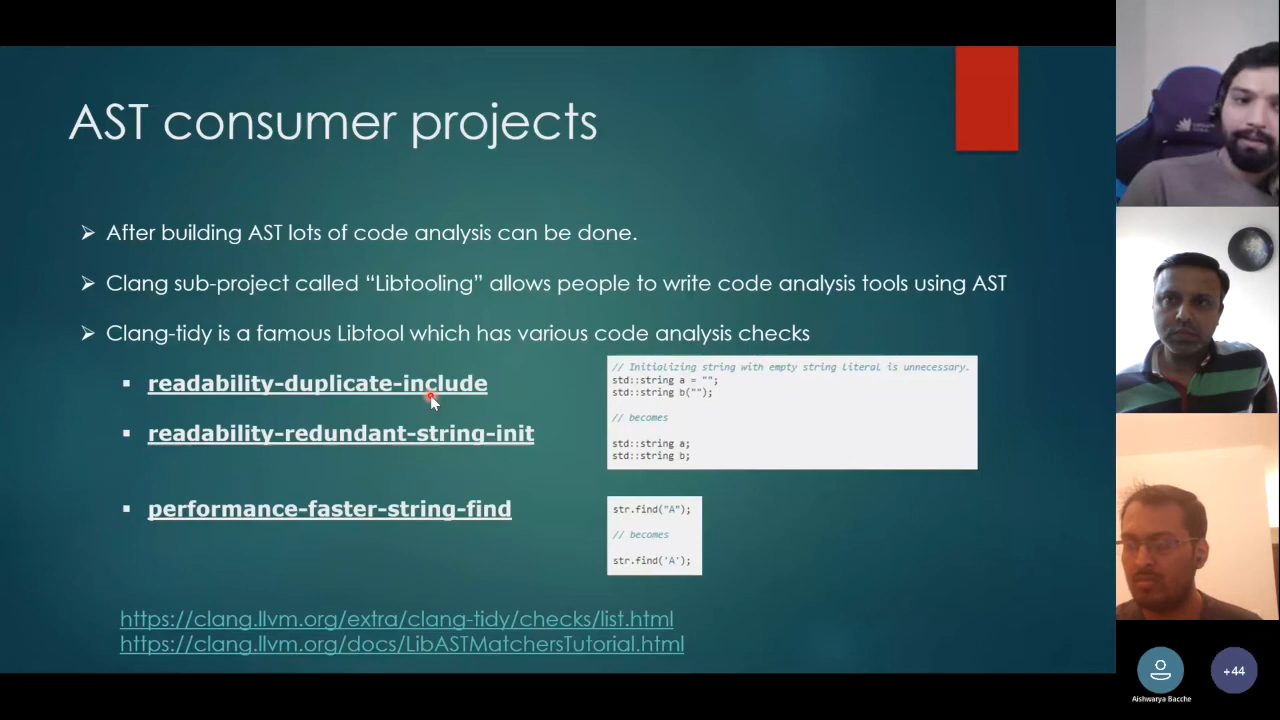 AST consumer projects
After building AST lots of code analysis can be done.
Clang sub-project called “Libtooling” allows people to write code analysis tools using AST
Clang-tidy is a famous Libtool which has various code analysis checks
readability-duplicate-include
readability-redundant-string-init
// Initializing string with empty string literal is unnecessary.
std::string a = "";
std::string b("");
// becomes
std::string a;
std::string b;
performance-faster-string-find
str.find("A");
// becomes
str.find('A');
https://clang.llvm.org/extra/clang-tidy/checks/list.html
https://clang.llvm.org/docs/LibASTMatchersTutorial.html
Aishwarya Bacche
+44